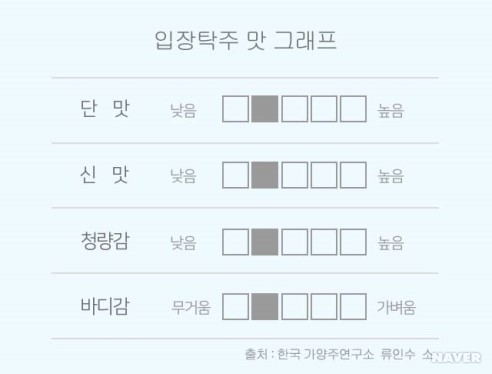 입장탁주 맛 그래프
단 맛 낮음 높음
신 맛 낮음 높음
청량감 낮음 높음
바디감 무거움 가벼움
출처 : 한국 가양주연구소 류인수 소
NAVER